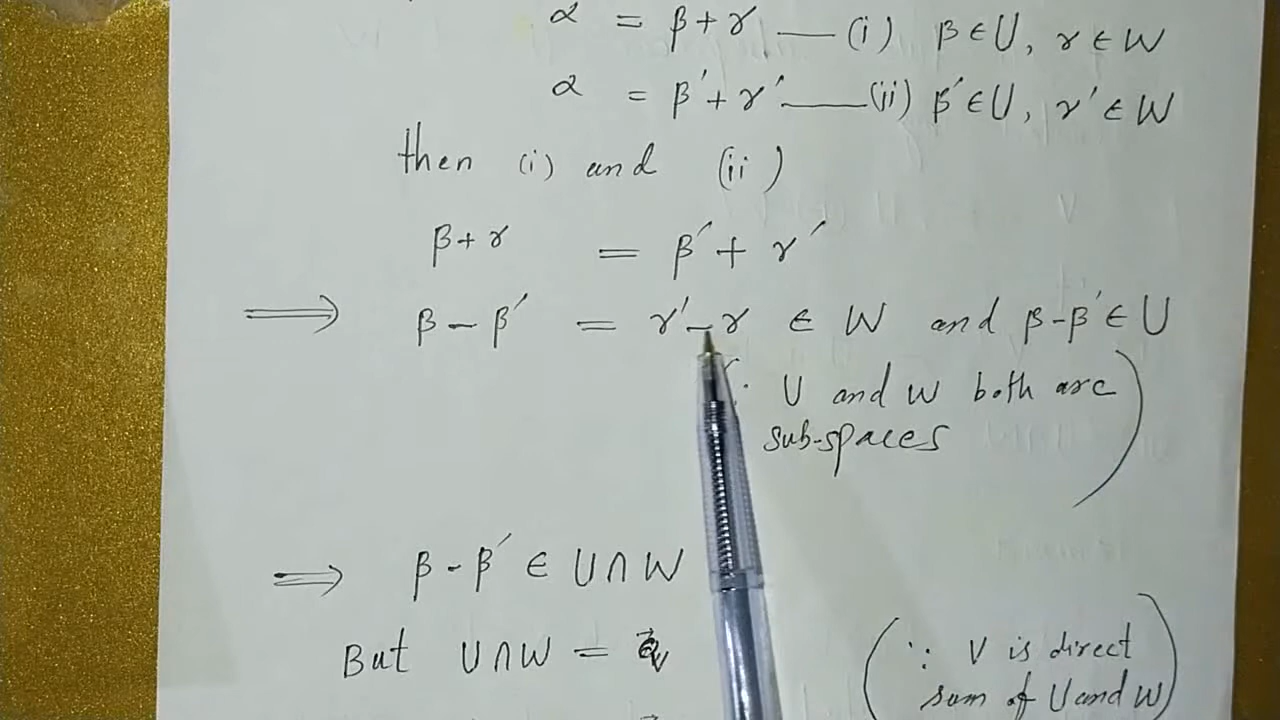 α = β + γ —— (i) β ∈ U, γ ∈ W
α = β′ + γ′ —— (ii) β′ ∈ U, γ′ ∈ W
then (i) and (ii)
β + γ = β′ + γ′
⟹ β - β′ = γ′ - γ ∈ W and β - β′ ∈ U
U and W both are
sub-spaces )
⟹ β - β′ ∈ U ∩ W
But U ∩ W =
( ∵ V is direct
sum of U and W )